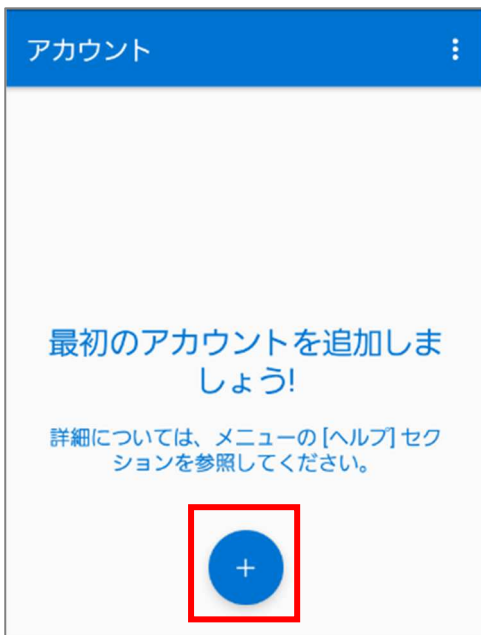 アカウント
最初のアカウントを追加しま
しょう!
詳細については、メニューの [ヘルプ] セク
ションを参照してください。
+